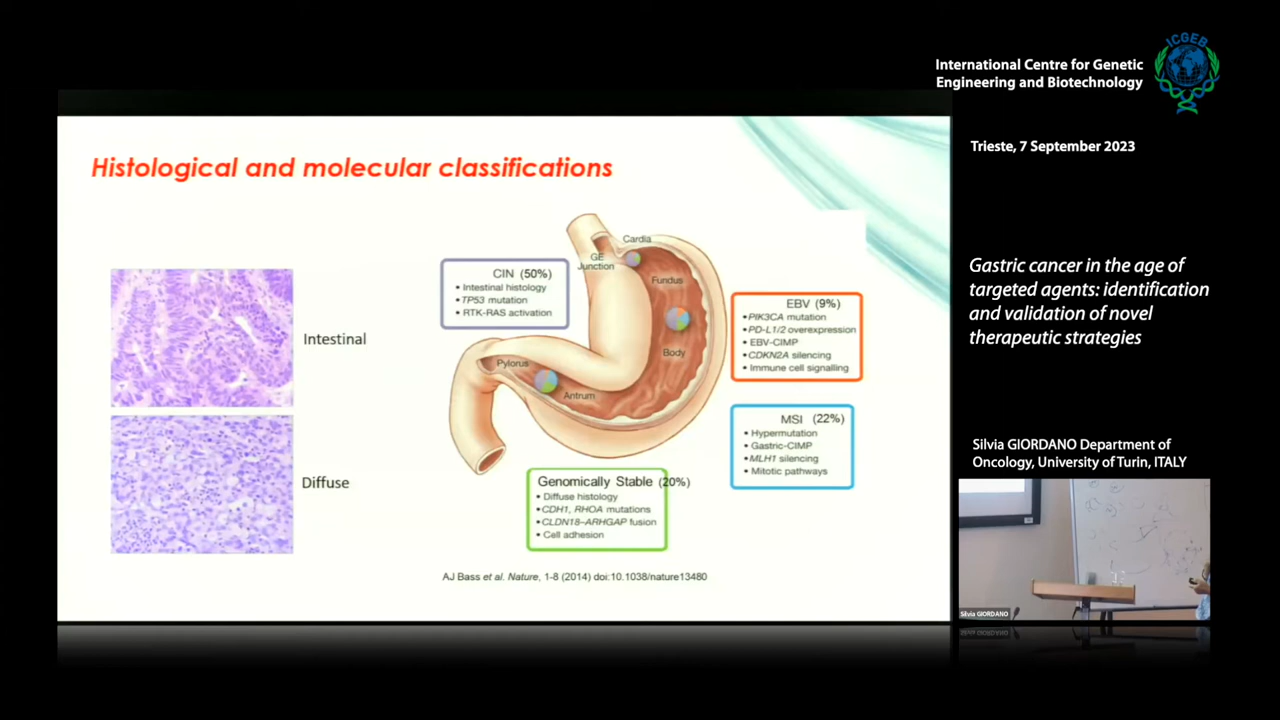 ICGEB
International Centre for Genetic
Engineering and Biotechnology
Trieste, 7 September 2023
Histological and molecular classifications
Intestinal
Diffuse
Cardia
GE
Junction
Fundus
Body
Pylorus
Antrum
CIN (50%)
• Intestinal histology
• TP53 mutation
• RTK-RAS activation
EBV (9%)
• PIK3CA mutation
• PD-L1/2 overexpression
• EBV-CIMP
• CDKN2A silencing
• Immune cell signalling
MSI (22%)
• Hypermutation
• Gastric-CIMP
• MLH1 silencing
• Mitotic pathways
Genomically Stable (20%)
• Diffuse histology
• CDH1, RHOA mutations
• CLDN18–ARHGAP fusion
• Cell adhesion
AJ Bass et al. Nature, 1-8 (2014) doi:10.1038/nature13480
Gastric cancer in the age of
targeted agents: identification
and validation of novel
therapeutic strategies
Silvia GIORDANO Department of
Oncology, University of Turin, ITALY
Silvia GIORDANO